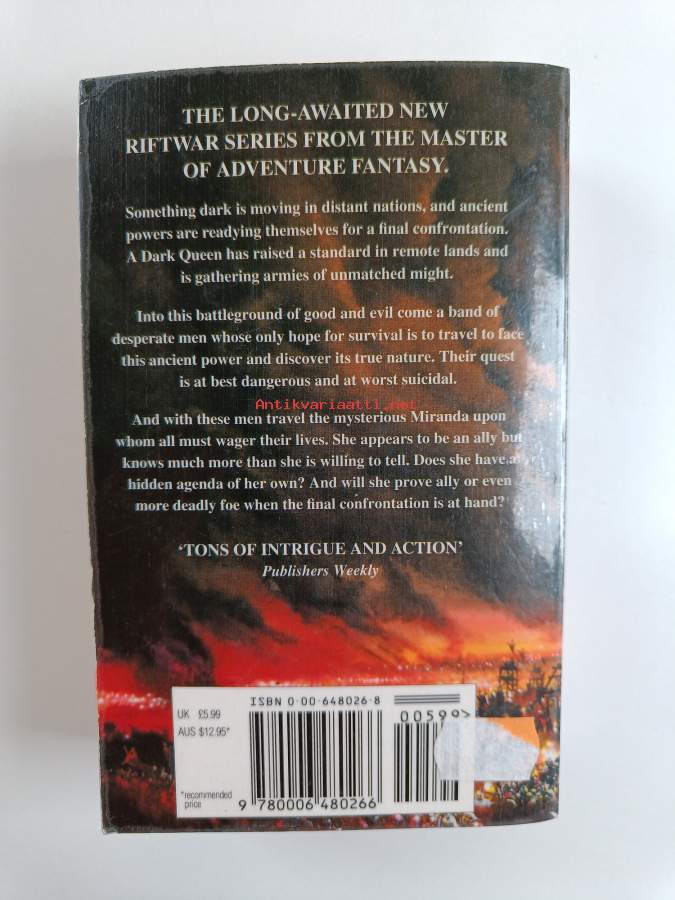 THE LONG-AWAITED NEW
RIFTWAR SERIES FROM THE MASTER
OF ADVENTURE FANTASY.
Something dark is moving in distant nations, and ancient
powers are readying themselves for a final confrontation.
A Dark Queen has raised a standard in remote lands and
is gathering armies of unmatched might.
Into this battleground of good and evil come a band of
desperate men whose only hope for survival is to travel to face
this ancient power and discover its true nature. Their quest
is at best dangerous and at worst suicidal.
Antikvariaatti.net
And with these men travel the mysterious Miranda upon
whom all must wager their lives. She appears to be an ally but
knows much more than she is willing to tell. Does she have a
hidden agenda of her own? And will she prove ally or even
more deadly foe when the final confrontation is at hand?
‘TONS OF INTRIGUE AND ACTION’
Publishers Weekly
ISBN 0-00-648026-8
UK £5.99
AUS $12.95*
00599>
*recommended
price
9 780006 480266